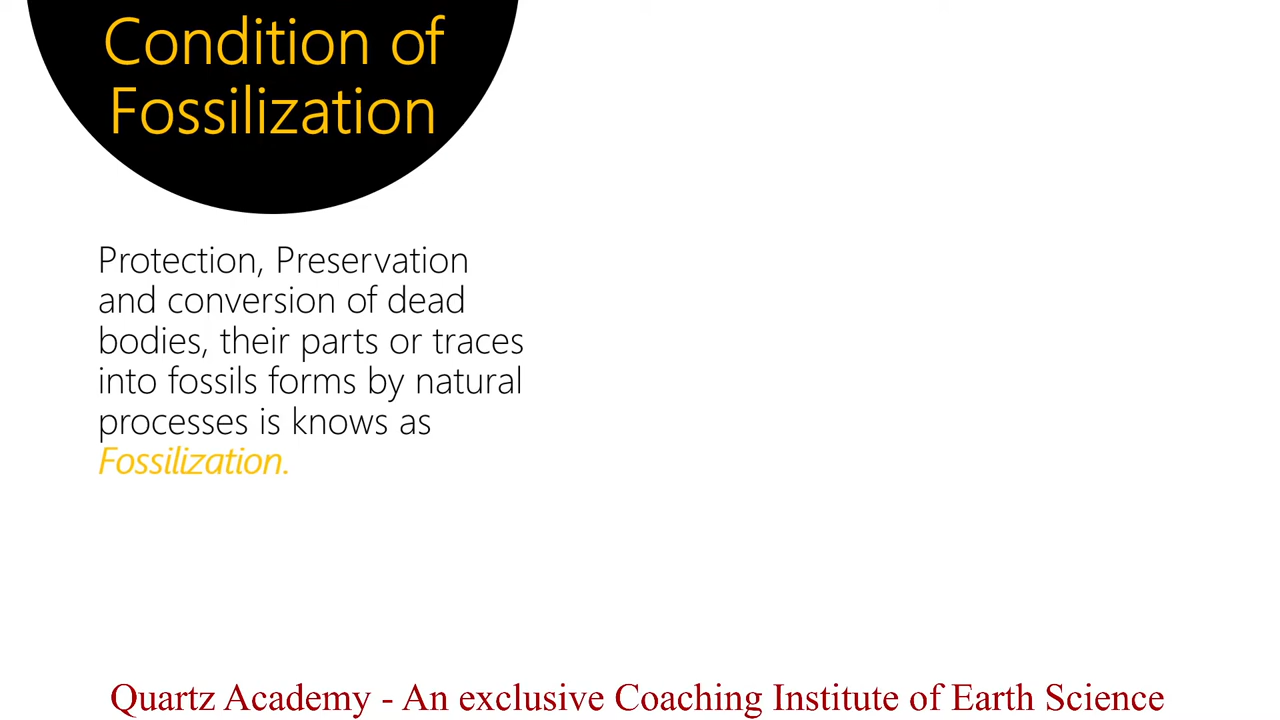 Condition of
Fossilization
Protection, Preservation
and conversion of dead
bodies, their parts or traces
into fossils forms by natural
processes is knows as
Fossilization.
Quartz Academy - An exclusive Coaching Institute of Earth Science